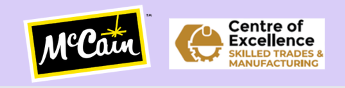 McCain
™
Centre of
Excellence
SKILLED TRADES &
MANUFACTURING